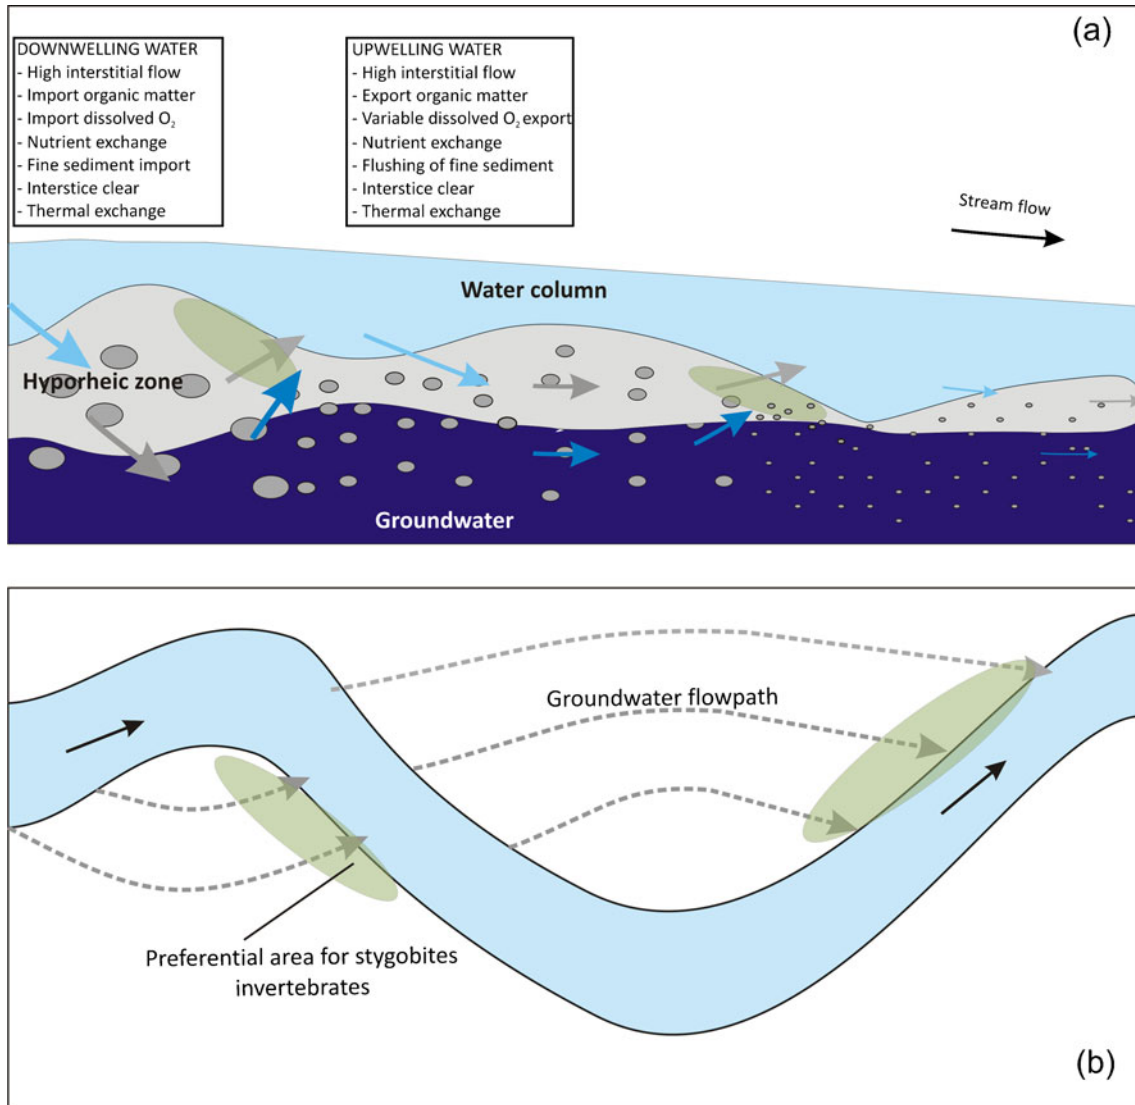 (a)
DOWNWELLING WATER
- High interstitial flow
- Import organic matter
- Import dissolved O₂
- Nutrient exchange
- Fine sediment import
- Interstice clear
- Thermal exchange
UPWELLING WATER
- High interstitial flow
- Export organic matter
- Variable dissolved O₂ export
- Nutrient exchange
- Flushing of fine sediment
- Interstice clear
- Thermal exchange
Stream flow
Water column
Hyporheic zone
Groundwater
Groundwater flowpath
Preferential area for stygobites
invertebrates
(b)